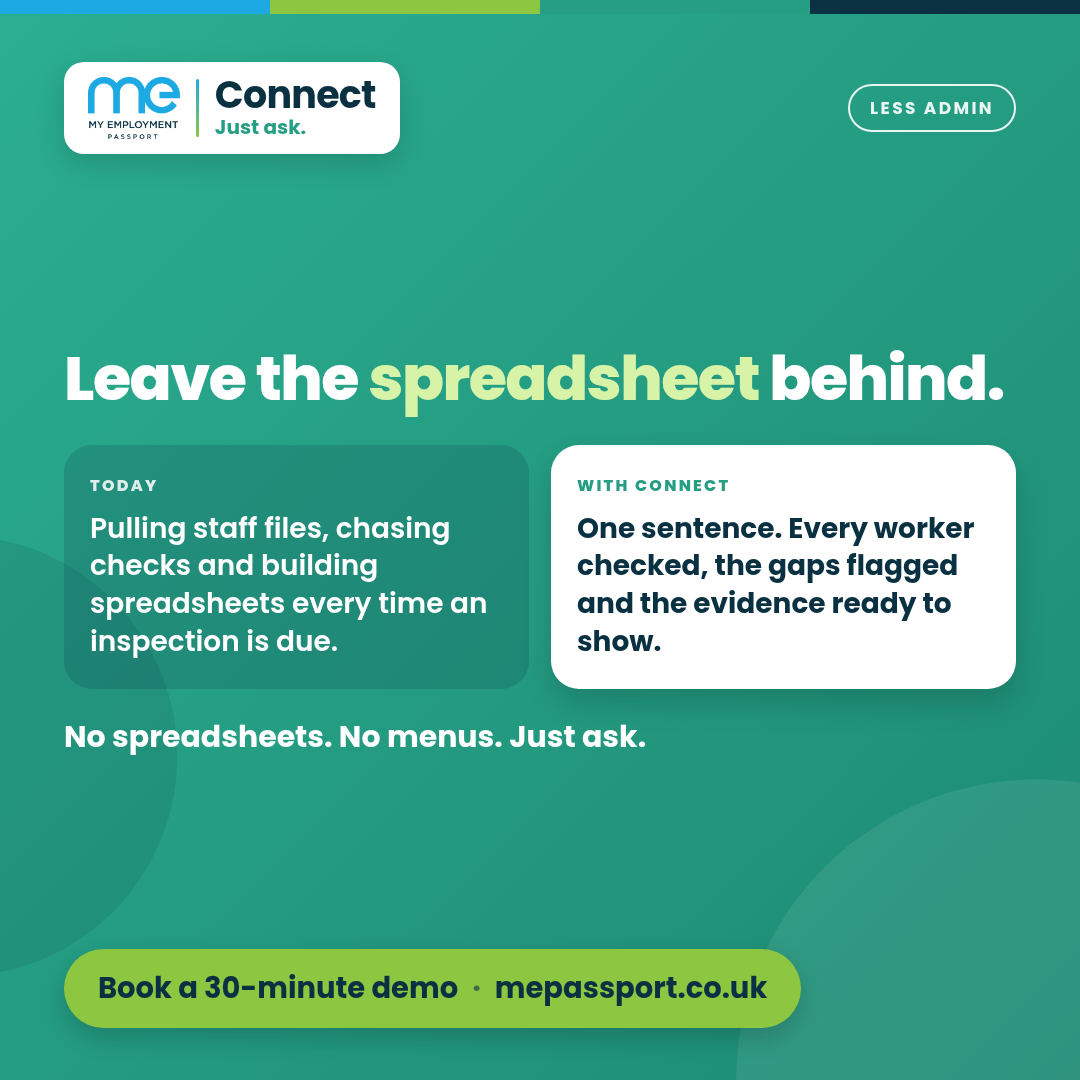 me
MY EMPLOYMENT
PASSPORT
Connect
Just ask.
LESS ADMIN
Leave the spreadsheet behind.
TODAY
Pulling staff files, chasing
checks and building
spreadsheets every time an
inspection is due.
WITH CONNECT
One sentence. Every worker
checked, the gaps flagged
and the evidence ready to
show.
No spreadsheets. No menus. Just ask.
Book a 30-minute demo · mepassport.co.uk